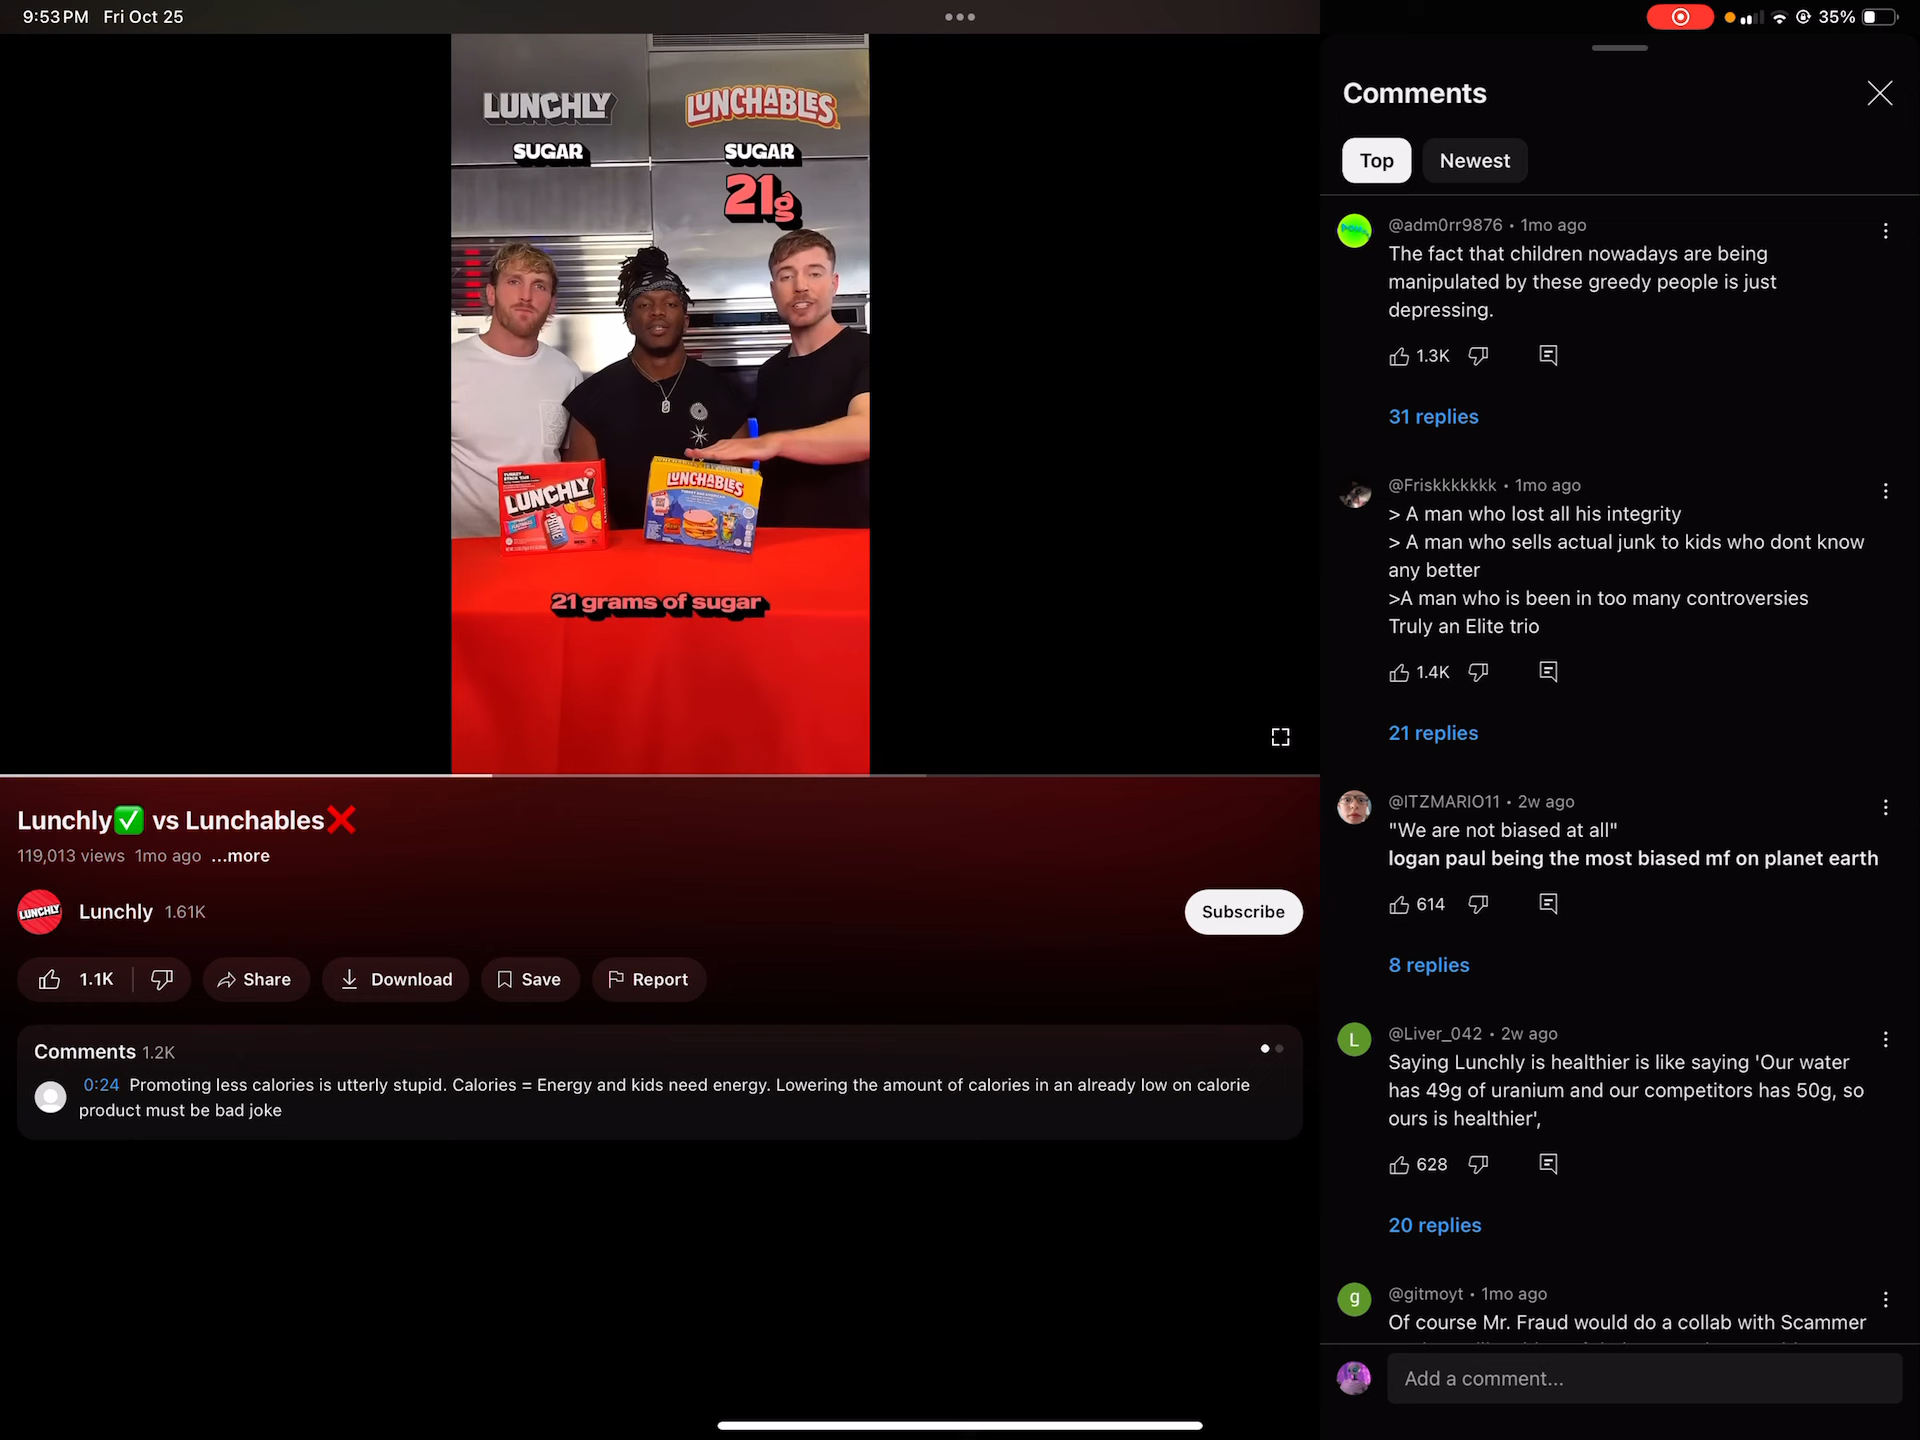 9:53 PM Fri Oct 25
35%
LUNCHLY
LUNCHABLES
SUGAR
SUGAR
21g
LUNCHLY
PRIME
LUNCHABLES
21 grams of sugar
Lunchly✅ vs Lunchables❌
119,013 views 1mo ago ...more
LUNCHLY
Lunchly 1.61K
Subscribe
1.1K
Share
Download
Save
Report
Comments 1.2K
0:24 Promoting less calories is utterly stupid. Calories = Energy and kids need energy. Lowering the amount of calories in an already low on calorie
product must be bad joke
Comments
Top
Newest
@adm0rr9876 • 1mo ago
The fact that children nowadays are being
manipulated by these greedy people is just
depressing.
1.3K
31 replies
@Friskkkkkkk • 1mo ago
> A man who lost all his integrity
> A man who sells actual junk to kids who dont know
any better
>A man who is been in too many controversies
Truly an Elite trio
1.4K
21 replies
@ITZMARIO11 • 2w ago
"We are not biased at all"
logan paul being the most biased mf on planet earth
614
8 replies
L
@Liver_042 • 2w ago
Saying Lunchly is healthier is like saying 'Our water
has 49g of uranium and our competitors has 50g, so
ours is healthier',
628
20 replies
g
@gitmoyt • 1mo ago
Of course Mr. Fraud would do a collab with Scammer
Add a comment...